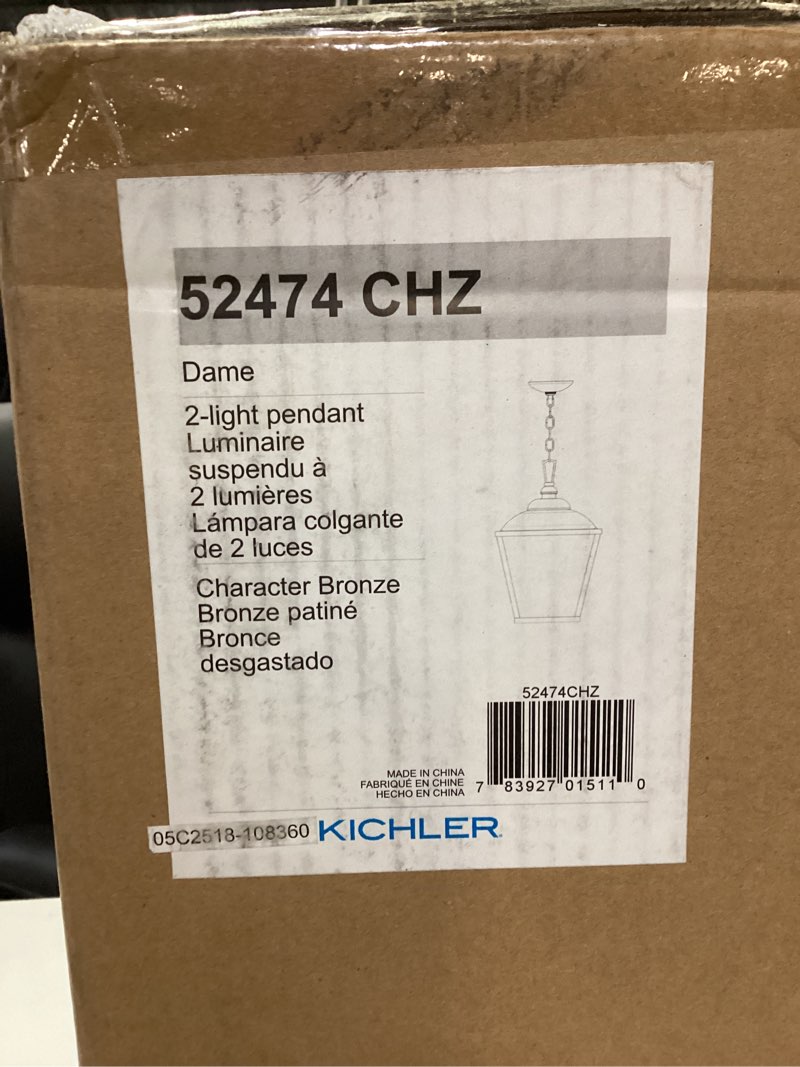 52474 CHZ
Dame
2-light pendant
Luminaire
suspendu à
2 lumières
Lámpara colgante
de 2 luces
Character Bronze
Bronze patiné
Bronce
desgastado
52474CHZ
7 83927 01511 0
MADE IN CHINA
FABRIQUÉ EN CHINE
HECHO EN CHINA
05C2518-108360
KICHLER